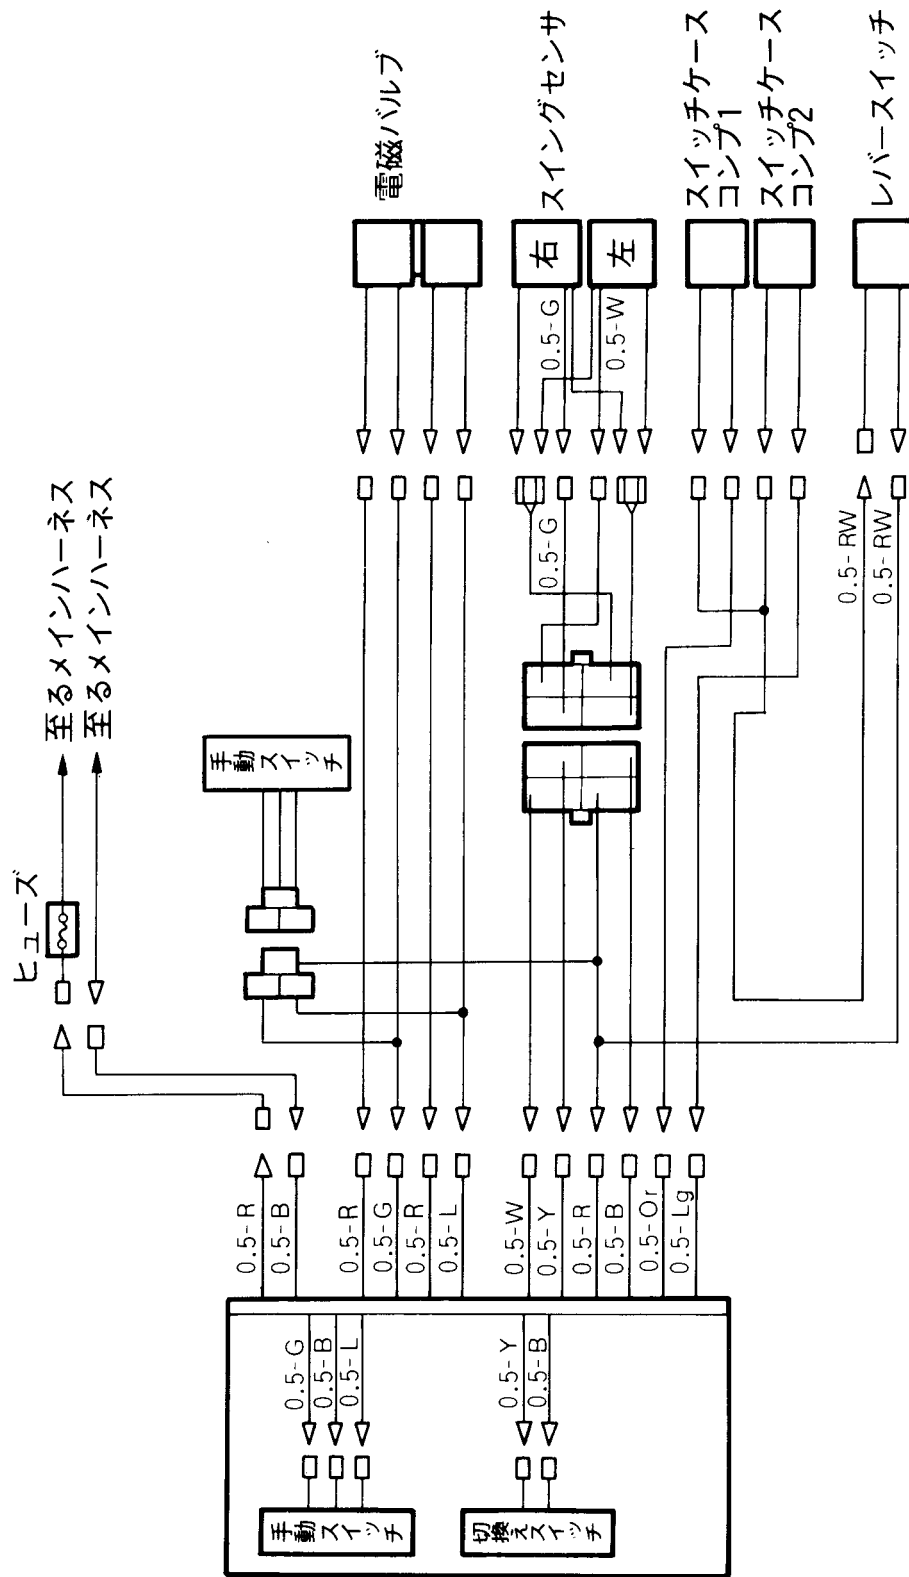 ヒューズ
至るメインハーネス
至るメインハーネス
手動
スイッチ
電磁バルブ
スイングセンサ
右
左
スイッチケース
コンプ1
スイッチケース
コンプ2
レバースイッチ
0.5-G
0.5-W
0.5-G
0.5-RW
0.5-RW
0.5-R
0.5-B
0.5-R
0.5-G
0.5-R
0.5-L
0.5-W
0.5-Y
0.5-R
0.5-B
0.5-Or
0.5-Lg
0.5-G
0.5-B
0.5-L
0.5-Y
0.5-B
手動
スイッチ
切換え
スイッチ